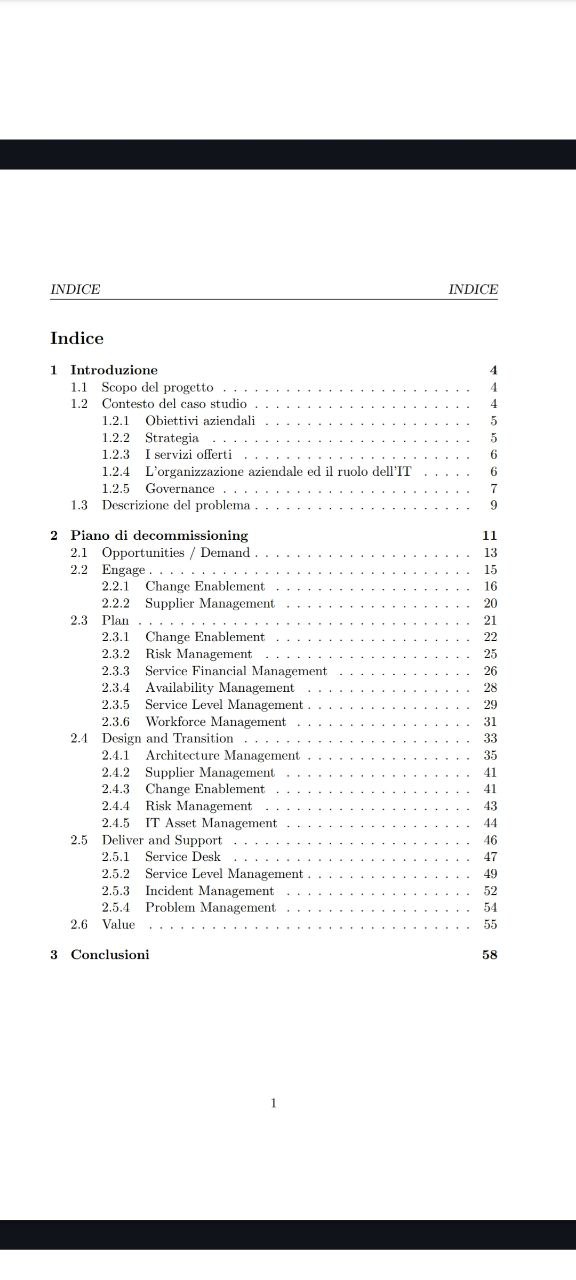 INDICE INDICE
Indice
1 Introduzione 4
1.1 Scopo del progetto . . . . . . . . . . . . . . . . . . . . . . . . 4
1.2 Contesto del caso studio . . . . . . . . . . . . . . . . . . . . . 4
1.2.1 Obiettivi aziendali . . . . . . . . . . . . . . . . . . . . 5
1.2.2 Strategia . . . . . . . . . . . . . . . . . . . . . . . . . 5
1.2.3 I servizi offerti . . . . . . . . . . . . . . . . . . . . . . 6
1.2.4 L'organizzazione aziendale ed il ruolo dell'IT . . . . . 6
1.2.5 Governance . . . . . . . . . . . . . . . . . . . . . . . . 7
1.3 Descrizione del problema . . . . . . . . . . . . . . . . . . . . . 9
2 Piano di decommissioning 11
2.1 Opportunities / Demand . . . . . . . . . . . . . . . . . . . . . 13
2.2 Engage . . . . . . . . . . . . . . . . . . . . . . . . . . . . . . . 15
2.2.1 Change Enablement . . . . . . . . . . . . . . . . . . . 16
2.2.2 Supplier Management . . . . . . . . . . . . . . . . . . 20
2.3 Plan . . . . . . . . . . . . . . . . . . . . . . . . . . . . . . . . 21
2.3.1 Change Enablement . . . . . . . . . . . . . . . . . . . 22
2.3.2 Risk Management . . . . . . . . . . . . . . . . . . . . 25
2.3.3 Service Financial Management . . . . . . . . . . . . . 26
2.3.4 Availability Management . . . . . . . . . . . . . . . . 28
2.3.5 Service Level Management . . . . . . . . . . . . . . . . 29
2.3.6 Workforce Management . . . . . . . . . . . . . . . . . 31
2.4 Design and Transition . . . . . . . . . . . . . . . . . . . . . . 33
2.4.1 Architecture Management . . . . . . . . . . . . . . . . 35
2.4.2 Supplier Management . . . . . . . . . . . . . . . . . . 41
2.4.3 Change Enablement . . . . . . . . . . . . . . . . . . . 41
2.4.4 Risk Management . . . . . . . . . . . . . . . . . . . . 43
2.4.5 IT Asset Management . . . . . . . . . . . . . . . . . . 44
2.5 Deliver and Support . . . . . . . . . . . . . . . . . . . . . . . 46
2.5.1 Service Desk . . . . . . . . . . . . . . . . . . . . . . . 47
2.5.2 Service Level Management . . . . . . . . . . . . . . . . 49
2.5.3 Incident Management . . . . . . . . . . . . . . . . . . 52
2.5.4 Problem Management . . . . . . . . . . . . . . . . . . 54
2.6 Value . . . . . . . . . . . . . . . . . . . . . . . . . . . . . . . 55
3 Conclusioni 58
1